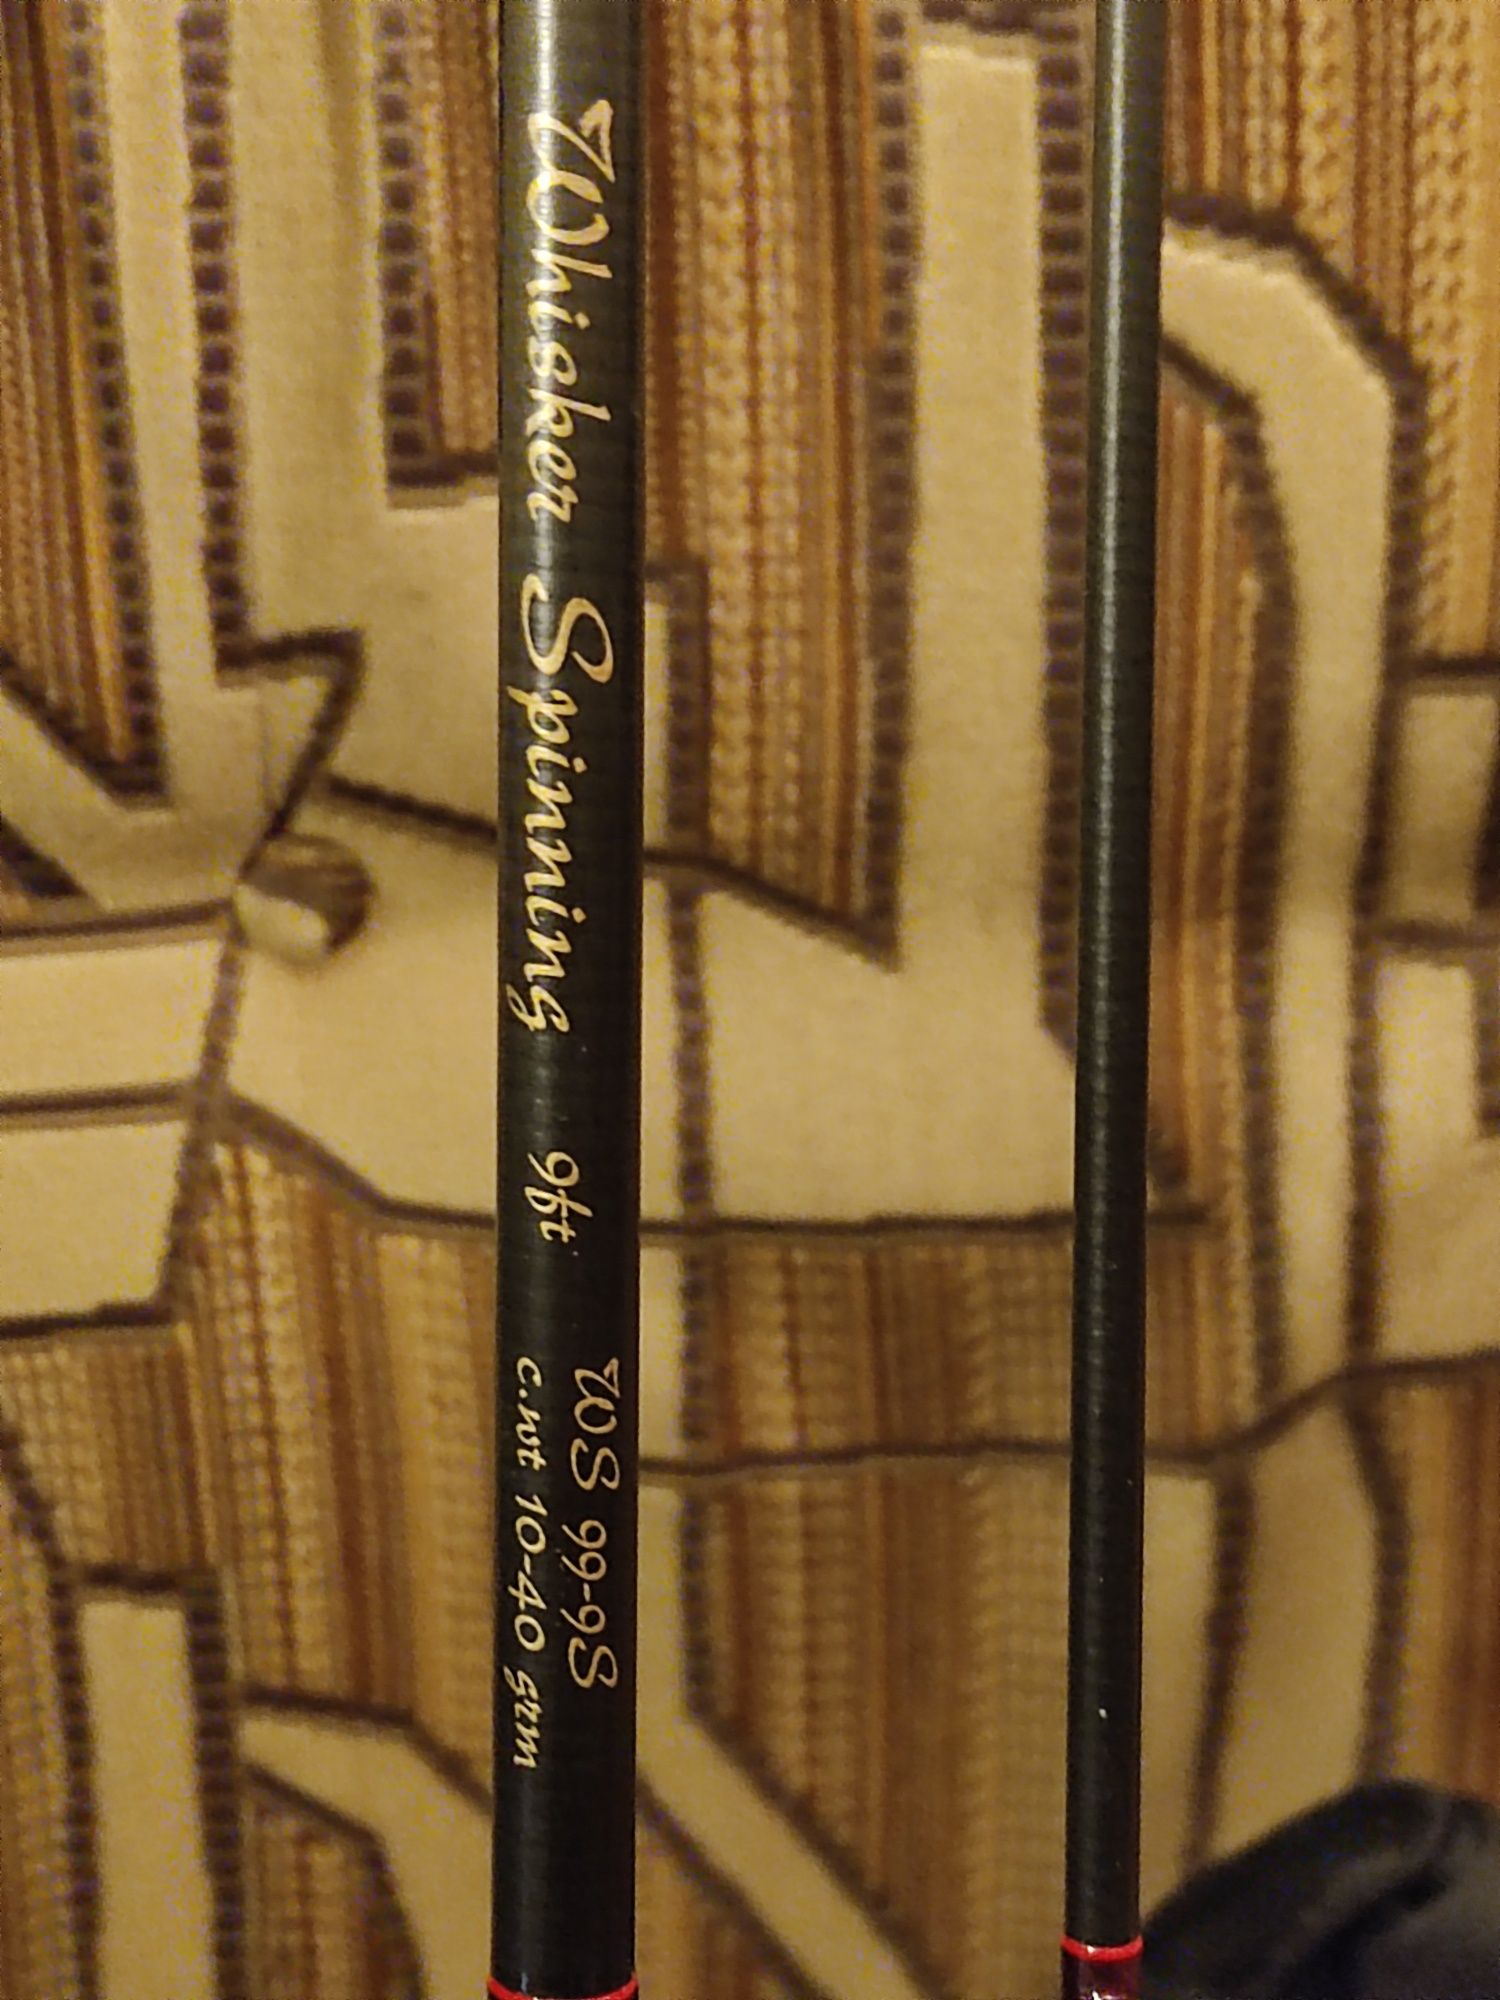 Whisker Spinning 9ft
WS 99-9S
c.wt 10-40 grm